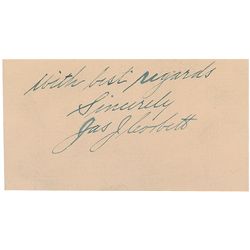 With best regards
Sincerely
Jas J Corbett